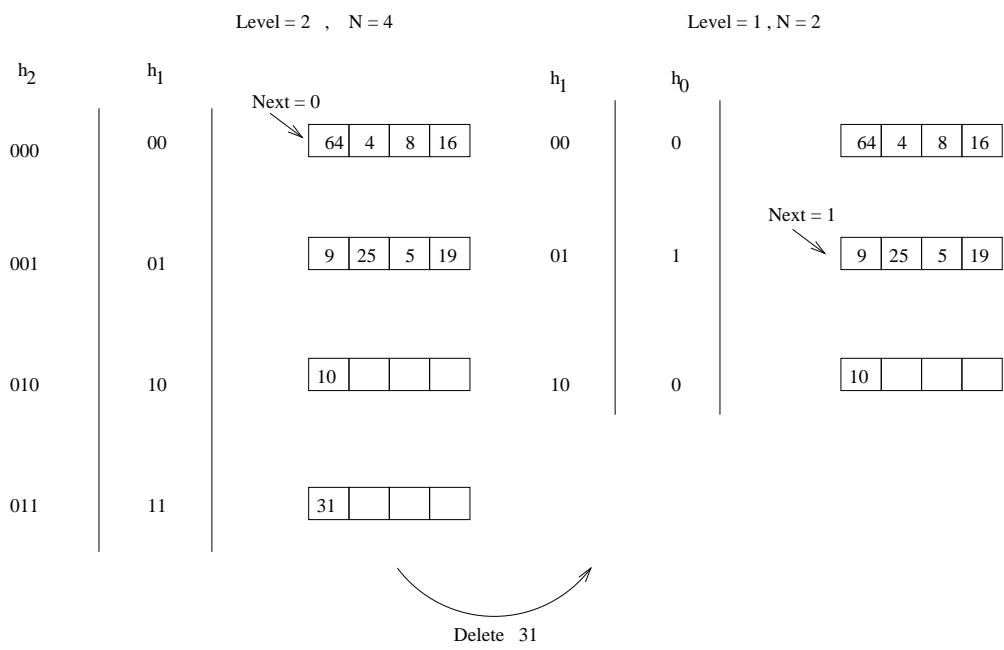 Level = 2 , N = 4
Level = 1 , N = 2
h2 h1
h1 h0
Next = 0
000 00 64 4 8 16
00 0 64 4 8 16
Next = 1
001 01 9 25 5 19
01 1 9 25 5 19
010 10 10
10 0 10
011 11 31
Delete 31